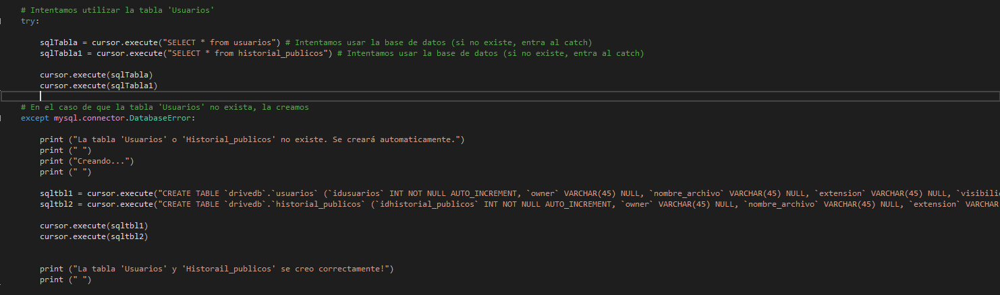 # Intentamos utilizar la tabla 'Usuarios'
try:
sqlTabla = cursor.execute("SELECT * from usuarios") # Intentamos usar la base de datos (si no existe, entra al catch)
sqlTabla1 = cursor.execute("SELECT * from historial_publicos") # Intentamos usar la base de datos (si no existe, entra al catch)
cursor.execute(sqlTabla)
cursor.execute(sqlTabla1)
# En el caso de que la tabla 'Usuarios' no exista, la creamos
except mysql.connector.DatabaseError:
print ("La tabla 'Usuarios' o 'Historial_publicos' no existe. Se creará automaticamente.")
print (" ")
print ("Creando...")
print (" ")
sqltbl1 = cursor.execute("CREATE TABLE `drivedb`.`usuarios` (`idusuarios` INT NOT NULL AUTO_INCREMENT, `owner` VARCHAR(45) NULL, `nombre_archivo` VARCHAR(45) NULL, `extension` VARCHAR(45) NULL, `visibili
sqltbl2 = cursor.execute("CREATE TABLE `drivedb`.`historial_publicos` (`idhistorial_publicos` INT NOT NULL AUTO_INCREMENT, `owner` VARCHAR(45) NULL, `nombre_archivo` VARCHAR(45) NULL, `extension` VARCHAR
cursor.execute(sqltbl1)
cursor.execute(sqltbl2)
print ("La tabla 'Usuarios' y 'Historail_publicos' se creo correctamente!")
print (" ")